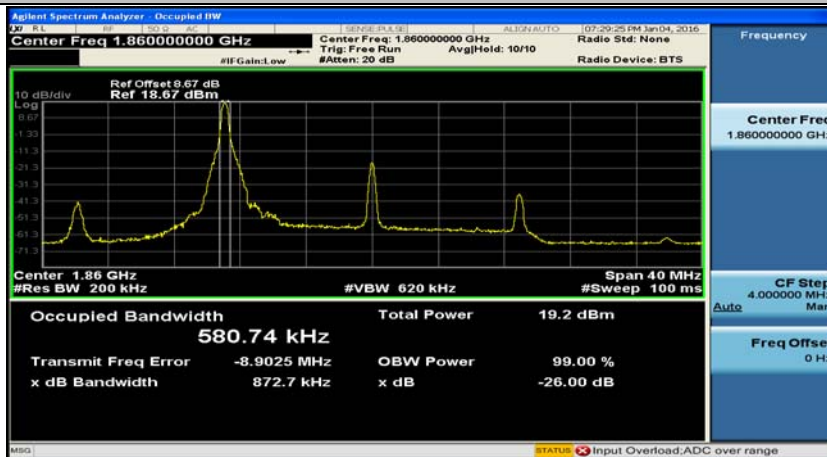 Agilent Spectrum Analyzer - Occupied BW
LXI RL RF 50 Ω AC SENSE:PULSE ALIGN AUTO 07:29:25 PM Jan 04, 2016
Center Freq 1.860000000 GHz
Center Freq: 1.860000000 GHz
Radio Std: None
Trig: Free Run Avg|Hold: 10/10
#IFGain:Low #Atten: 20 dB Radio Device: BTS
Ref Offset 8.67 dB
10 dB/div Ref 18.67 dBm
Log
8.67
-1.33
-11.3
-21.3
-31.3
-41.3
-51.3
-61.3
-71.3
Center 1.86 GHz Span 40 MHz
#Res BW 200 kHz #VBW 620 kHz #Sweep 100 ms
Occupied Bandwidth Total Power 19.2 dBm
580.74 kHz
Transmit Freq Error -8.9025 MHz OBW Power 99.00 %
x dB Bandwidth 872.7 kHz x dB -26.00 dB
MSG STATUS Input Overload;ADC over range
Frequency
Center Freq
1.860000000 GHz
CF Step
4.000000 MHz
Auto Man
Freq Offset
0 Hz